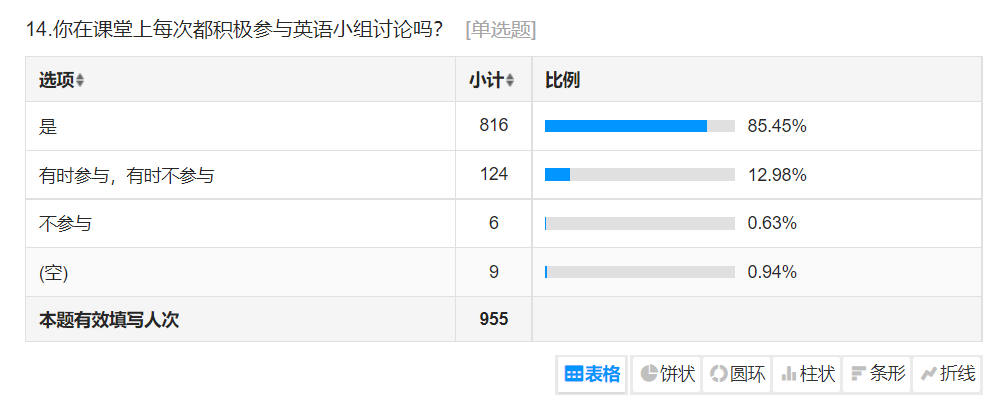 14.你在课堂上每次都积极参与英语小组讨论吗? [单选题]
选项 小计 比例
是 816 85.45%
有时参与，有时不参与 124 12.98%
不参与 6 0.63%
(空) 9 0.94%
本题有效填写人次 955
表格 饼状 圆环 柱状 条形 折线